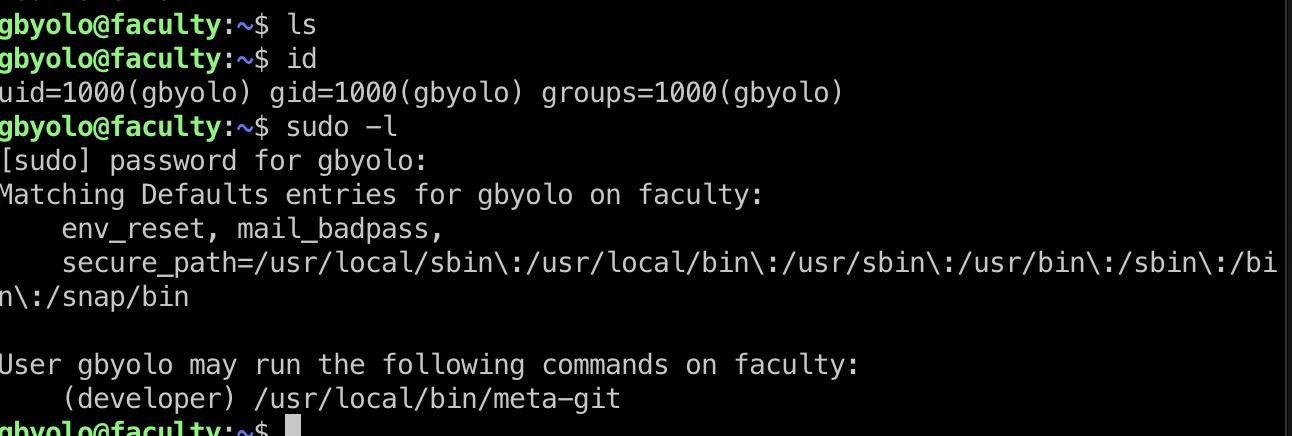 gbyolo@faculty:~$ ls
gbyolo@faculty:~$ id
uid=1000(gbyolo) gid=1000(gbyolo) groups=1000(gbyolo)
gbyolo@faculty:~$ sudo -l
[sudo] password for gbyolo:
Matching Defaults entries for gbyolo on faculty:
    env_reset, mail_badpass,
    secure_path=/usr/local/sbin\:/usr/local/bin\:/usr/sbin\:/usr/bin\:/sbin\:/bi
n\:/snap/bin

User gbyolo may run the following commands on faculty:
    (developer) /usr/local/bin/meta-git
gbyolo@faculty:~$